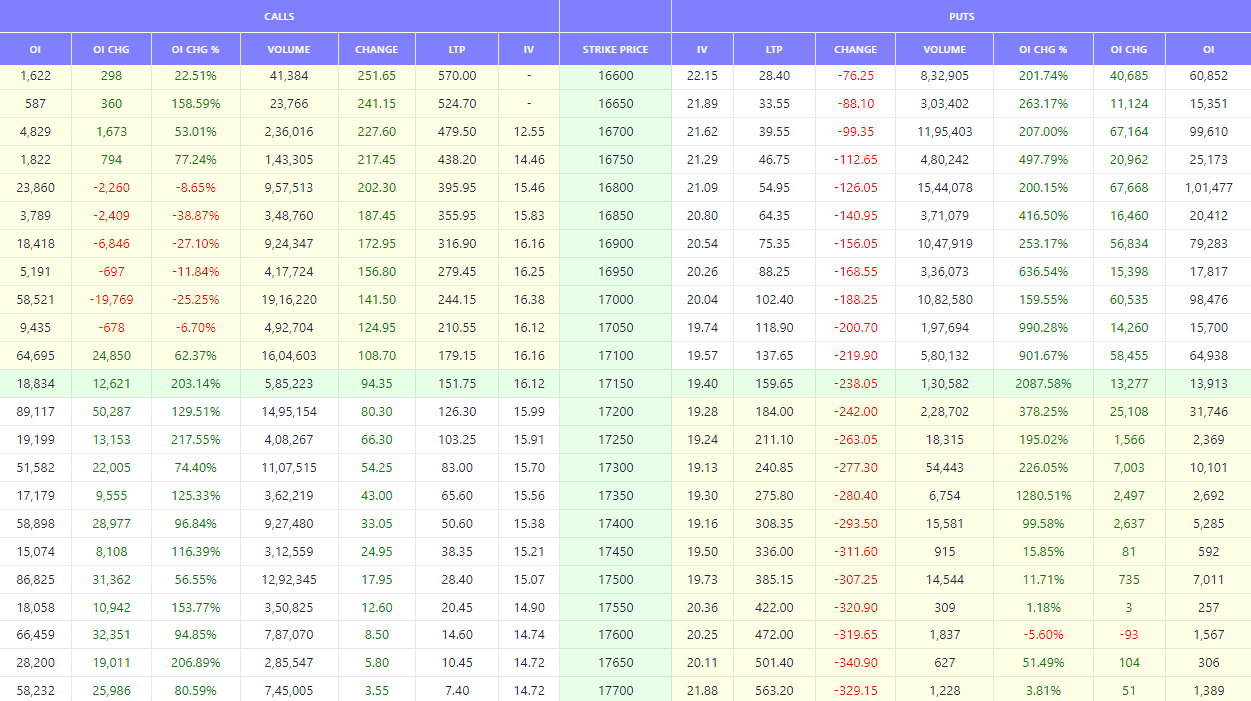 CALLS PUTS
OI OI CHG OI CHG % VOLUME CHANGE LTP IV STRIKE PRICE IV LTP CHANGE VOLUME OI CHG % OI CHG OI
1,622 298 22.51% 41,384 251.65 570.00 - 16600 22.15 28.40 -76.25 8,32,905 201.74% 40,685 60,852
587 360 158.59% 23,766 241.15 524.70 - 16650 21.89 33.55 -88.10 3,03,402 263.17% 11,124 15,351
4,829 1,673 53.01% 2,36,016 227.60 479.50 12.55 16700 21.62 39.55 -99.35 11,95,403 207.00% 67,164 99,610
1,822 794 77.24% 1,43,305 217.45 438.20 14.46 16750 21.29 46.75 -112.65 4,80,242 497.79% 20,962 25,173
23,860 -2,260 -8.65% 9,57,513 202.30 395.95 15.46 16800 21.09 54.95 -126.05 15,44,078 200.15% 67,668 1,01,477
3,789 -2,409 -38.87% 3,48,760 187.45 355.95 15.83 16850 20.80 64.35 -140.95 3,71,079 416.50% 16,460 20,412
18,418 -6,846 -27.10% 9,24,347 172.95 316.90 16.16 16900 20.54 75.35 -156.05 10,47,919 253.17% 56,834 79,283
5,191 -697 -11.84% 4,17,724 156.80 279.45 16.25 16950 20.26 88.25 -168.55 3,36,073 636.54% 15,398 17,817
58,521 -19,769 -25.25% 19,16,220 141.50 244.15 16.38 17000 20.04 102.40 -188.25 10,82,580 159.55% 60,535 98,476
9,435 -678 -6.70% 4,92,704 124.95 210.55 16.12 17050 19.74 118.90 -200.70 1,97,694 990.28% 14,260 15,700
64,695 24,850 62.37% 16,04,603 108.70 179.15 16.16 17100 19.57 137.65 -219.90 5,80,132 901.67% 58,455 64,938
18,834 12,621 203.14% 5,85,223 94.35 151.75 16.12 17150 19.40 159.65 -238.05 1,30,582 2087.58% 13,277 13,913
89,117 50,287 129.51% 14,95,154 80.30 126.30 15.99 17200 19.28 184.00 -242.00 2,28,702 378.25% 25,108 31,746
19,199 13,153 217.55% 4,08,267 66.30 103.25 15.91 17250 19.24 211.10 -263.05 18,315 195.02% 1,566 2,369
51,582 22,005 74.40% 11,07,515 54.25 83.00 15.70 17300 19.13 240.85 -277.30 54,443 226.05% 7,003 10,101
17,179 9,555 125.33% 3,62,219 43.00 65.60 15.56 17350 19.30 275.80 -280.40 6,754 1280.51% 2,497 2,692
58,898 28,977 96.84% 9,27,480 33.05 50.60 15.38 17400 19.16 308.35 -293.50 15,581 99.58% 2,637 5,285
15,074 8,108 116.39% 3,12,559 24.95 38.35 15.21 17450 19.50 336.00 -311.60 915 15.85% 81 592
86,825 31,362 56.55% 12,92,345 17.95 28.40 15.07 17500 19.73 385.15 -307.25 14,544 11.71% 735 7,011
18,058 10,942 153.77% 3,50,825 12.60 20.45 14.90 17550 20.36 422.00 -320.90 309 1.18% 3 257
66,459 32,351 94.85% 7,87,070 8.50 14.60 14.74 17600 20.25 472.00 -319.65 1,837 -5.60% -93 1,567
28,200 19,011 206.89% 2,85,547 5.80 10.45 14.72 17650 20.11 501.40 -340.90 627 51.49% 104 306
58,232 25,986 80.59% 7,45,005 3.55 7.40 14.72 17700 21.88 563.20 -329.15 1,228 3.81% 51 1,389